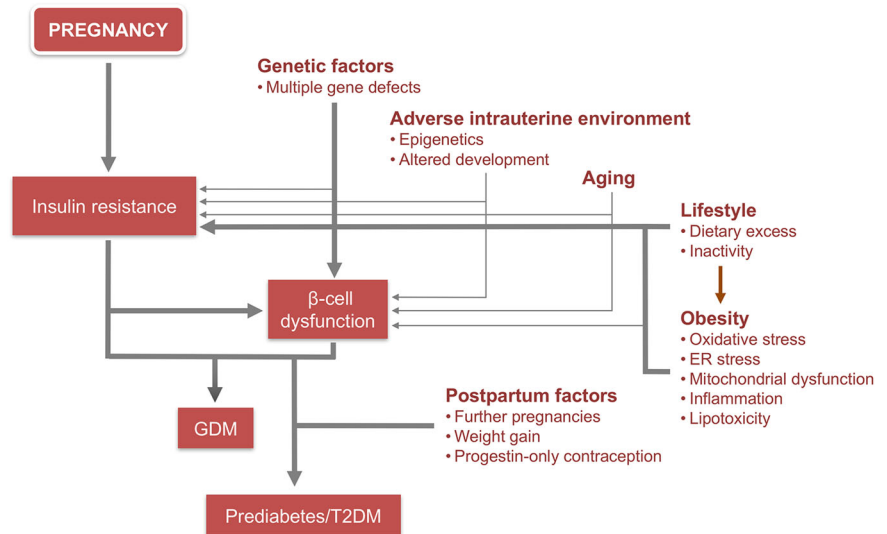 PREGNANCY
Genetic factors
• Multiple gene defects
Adverse intrauterine environment
• Epigenetics
• Altered development
Aging
Insulin resistance
Lifestyle
• Dietary excess
• Inactivity
β-cell
dysfunction
Obesity
• Oxidative stress
• ER stress
• Mitochondrial dysfunction
• Inflammation
• Lipotoxicity
Postpartum factors
• Further pregnancies
• Weight gain
• Progestin-only contraception
GDM
Prediabetes/T2DM